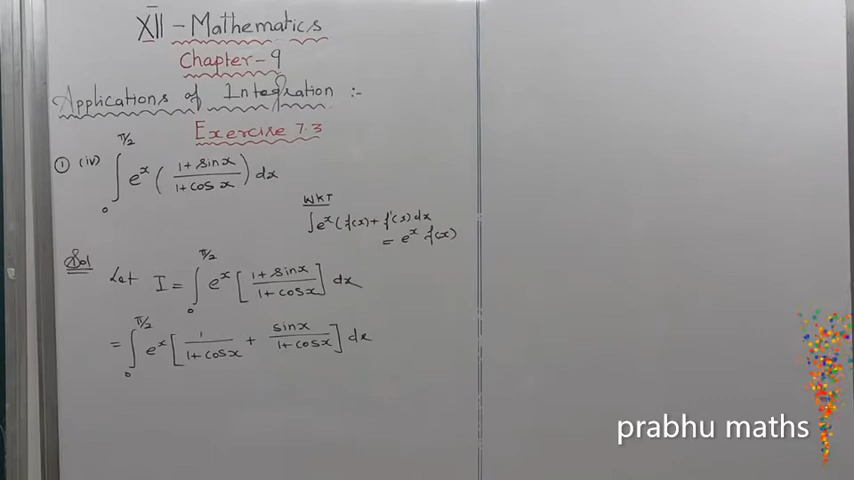 XII - Mathematics
Chapter - 9
Applications of Integration :-
Exercise 7.3
① (iv) ∫₀^(π/2) eˣ ( (1+sinx)/(1+cos x) ) dx
WKT
∫eˣ (f(x) + f'(x) dx
= eˣ f(x)
Sol
Let I = ∫₀^(π/2) eˣ [ (1+sinx)/(1+cosx) ] dx
= ∫₀^(π/2) eˣ [ 1/(1+cosx) + sinx/(1+cosx) ] dx
prabhu maths